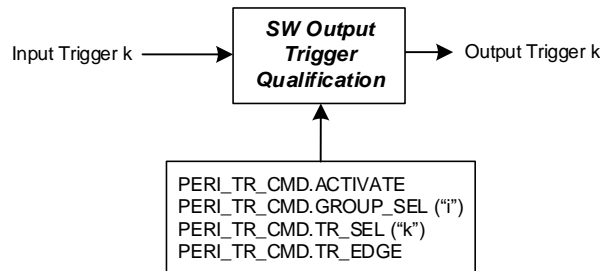 SW Output
Trigger
Qualification
Input Trigger k
Output Trigger k
PERI_TR_CMD.ACTIVATE
PERI_TR_CMD.GROUP_SEL (“i”)
PERI_TR_CMD.TR_SEL (“k”)
PERI_TR_CMD.TR_EDGE